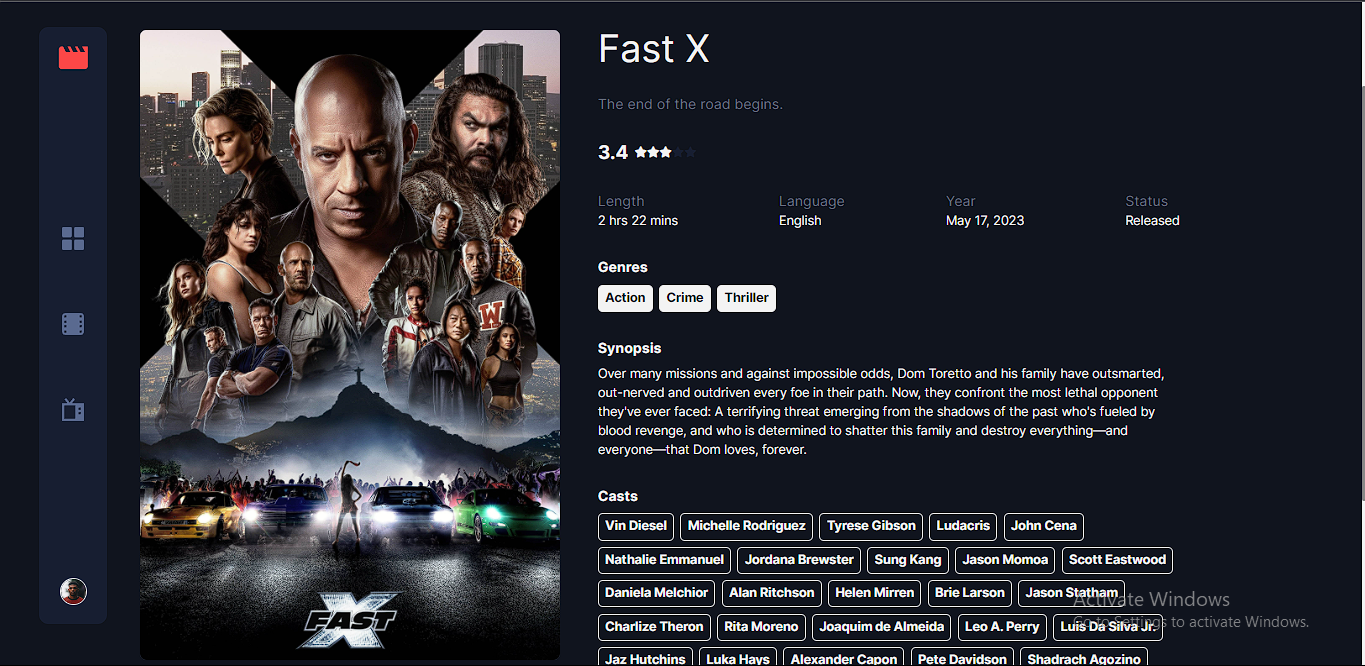 Fast X
The end of the road begins.
3.4
Length Language Year Status
2 hrs 22 mins English May 17, 2023 Released
Genres
Action Crime Thriller
Synopsis
Over many missions and against impossible odds, Dom Toretto and his family have outsmarted,
out-nerved and outdriven every foe in their path. Now, they confront the most lethal opponent
they've ever faced: A terrifying threat emerging from the shadows of the past who's fueled by
blood revenge, and who is determined to shatter this family and destroy everything—and
everyone—that Dom loves, forever.
Casts
Vin Diesel Michelle Rodriguez Tyrese Gibson Ludacris John Cena
Nathalie Emmanuel Jordana Brewster Sung Kang Jason Momoa Scott Eastwood
Daniela Melchior Alan Ritchson Helen Mirren Brie Larson Jason Statham
Charlize Theron Rita Moreno Joaquim de Almeida Leo A. Perry Luis Da Silva Jr.
Jaz Hutchins Luka Hays Alexander Capon Pete Davidson Shadrach Agozino
Activate Windows
Go to Settings to activate Windows.
W
FAST X